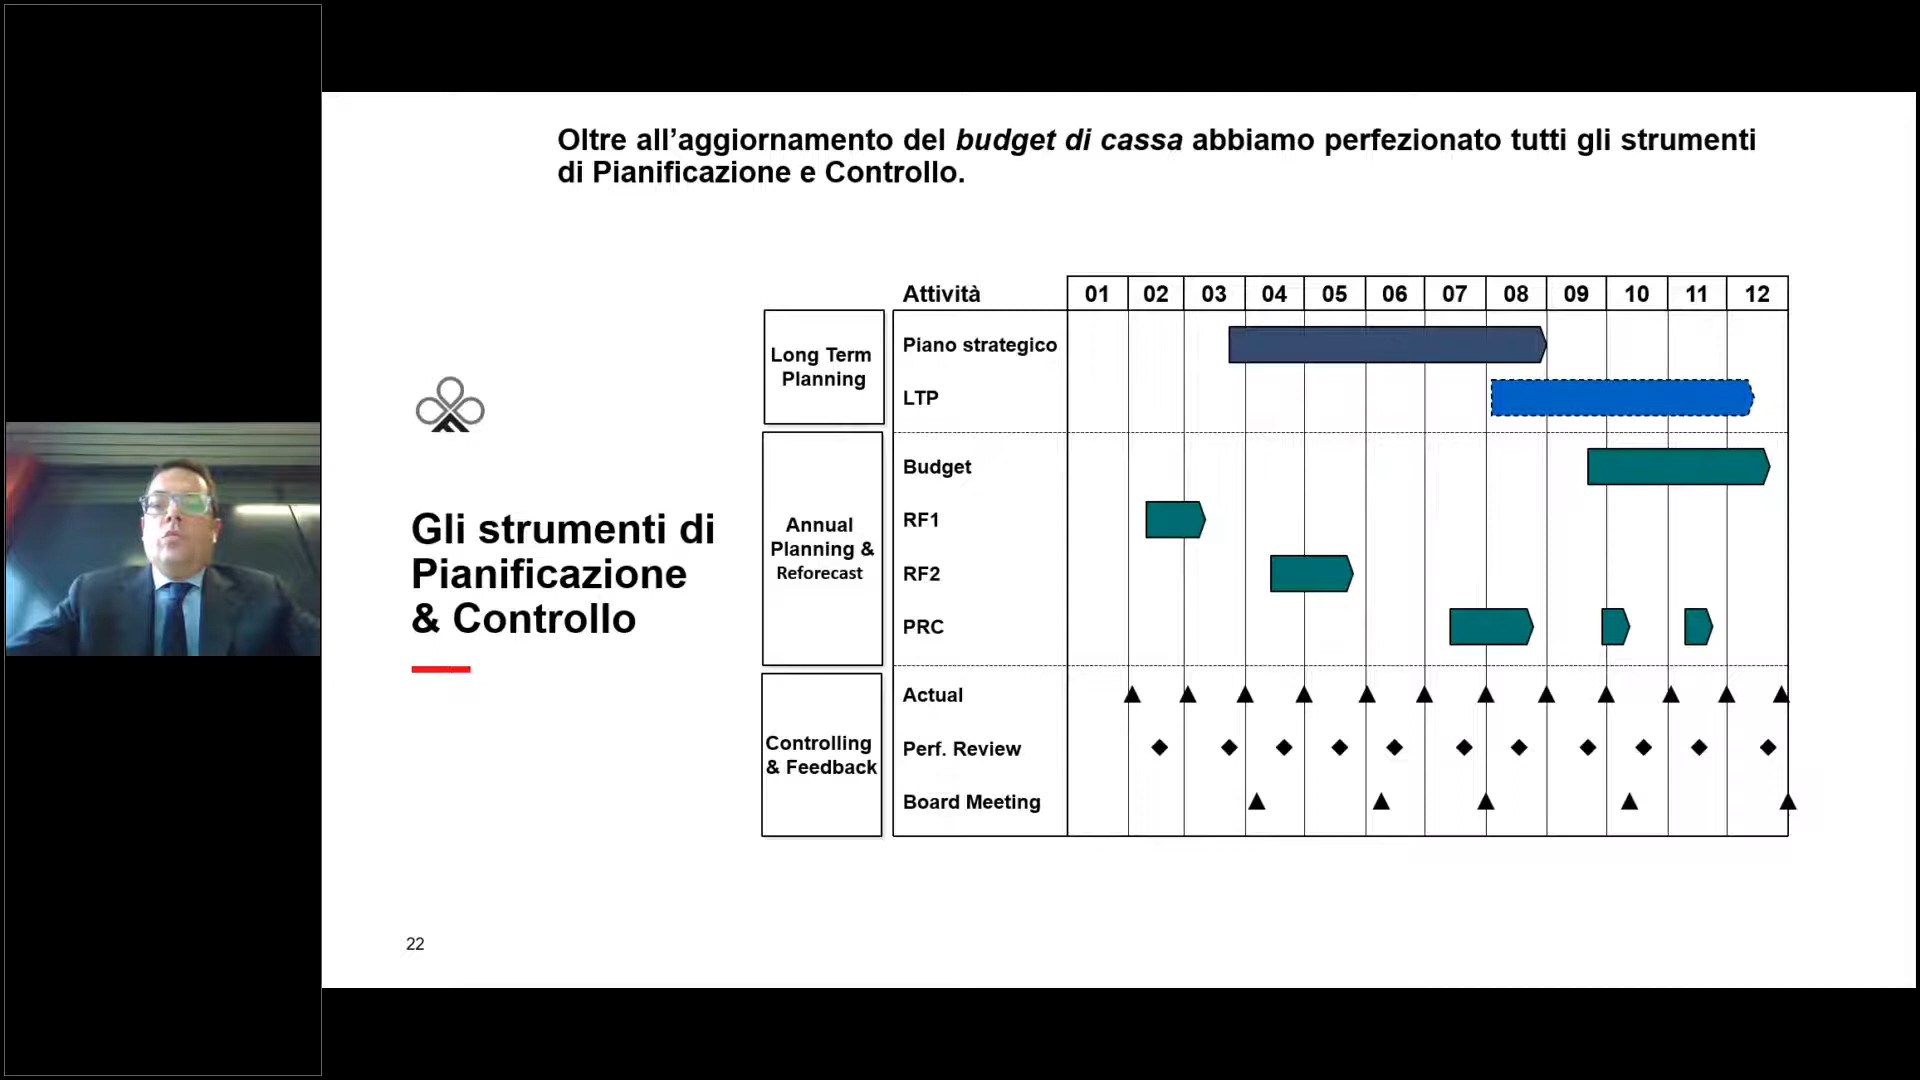 Oltre all’aggiornamento del budget di cassa abbiamo perfezionato tutti gli strumenti
di Pianificazione e Controllo.
Gli strumenti di
Pianificazione
& Controllo
Attività 01 02 03 04 05 06 07 08 09 10 11 12
Long Term
Planning
Piano strategico
LTP
Annual
Planning &
Reforecast
Budget
RF1
RF2
PRC
Controlling
& Feedback
Actual
Perf. Review
Board Meeting
22